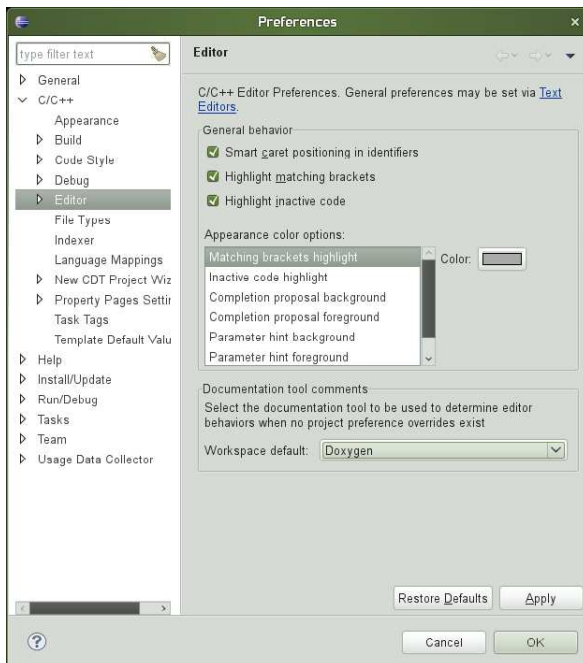 Preferences
type filter text
General
C/C++
Appearance
Build
Code Style
Debug
Editor
File Types
Indexer
Language Mappings
New CDT Project Wiz
Property Pages Settir
Task Tags
Template Default Valu
Help
Install/Update
Run/Debug
Tasks
Team
Usage Data Collector
Editor
C/C++ Editor Preferences. General preferences may be set via Text
Editors.
General behavior
Smart caret positioning in identifiers
Highlight matching brackets
Highlight inactive code
Appearance color options:
Matching brackets highlight
Inactive code highlight
Completion proposal background
Completion proposal foreground
Parameter hint background
Parameter hint foreground
Color:
Documentation tool comments
Select the documentation tool to be used to determine editor
behaviors when no project preference overrides exist
Workspace default: Doxygen
Restore Defaults Apply
Cancel OK